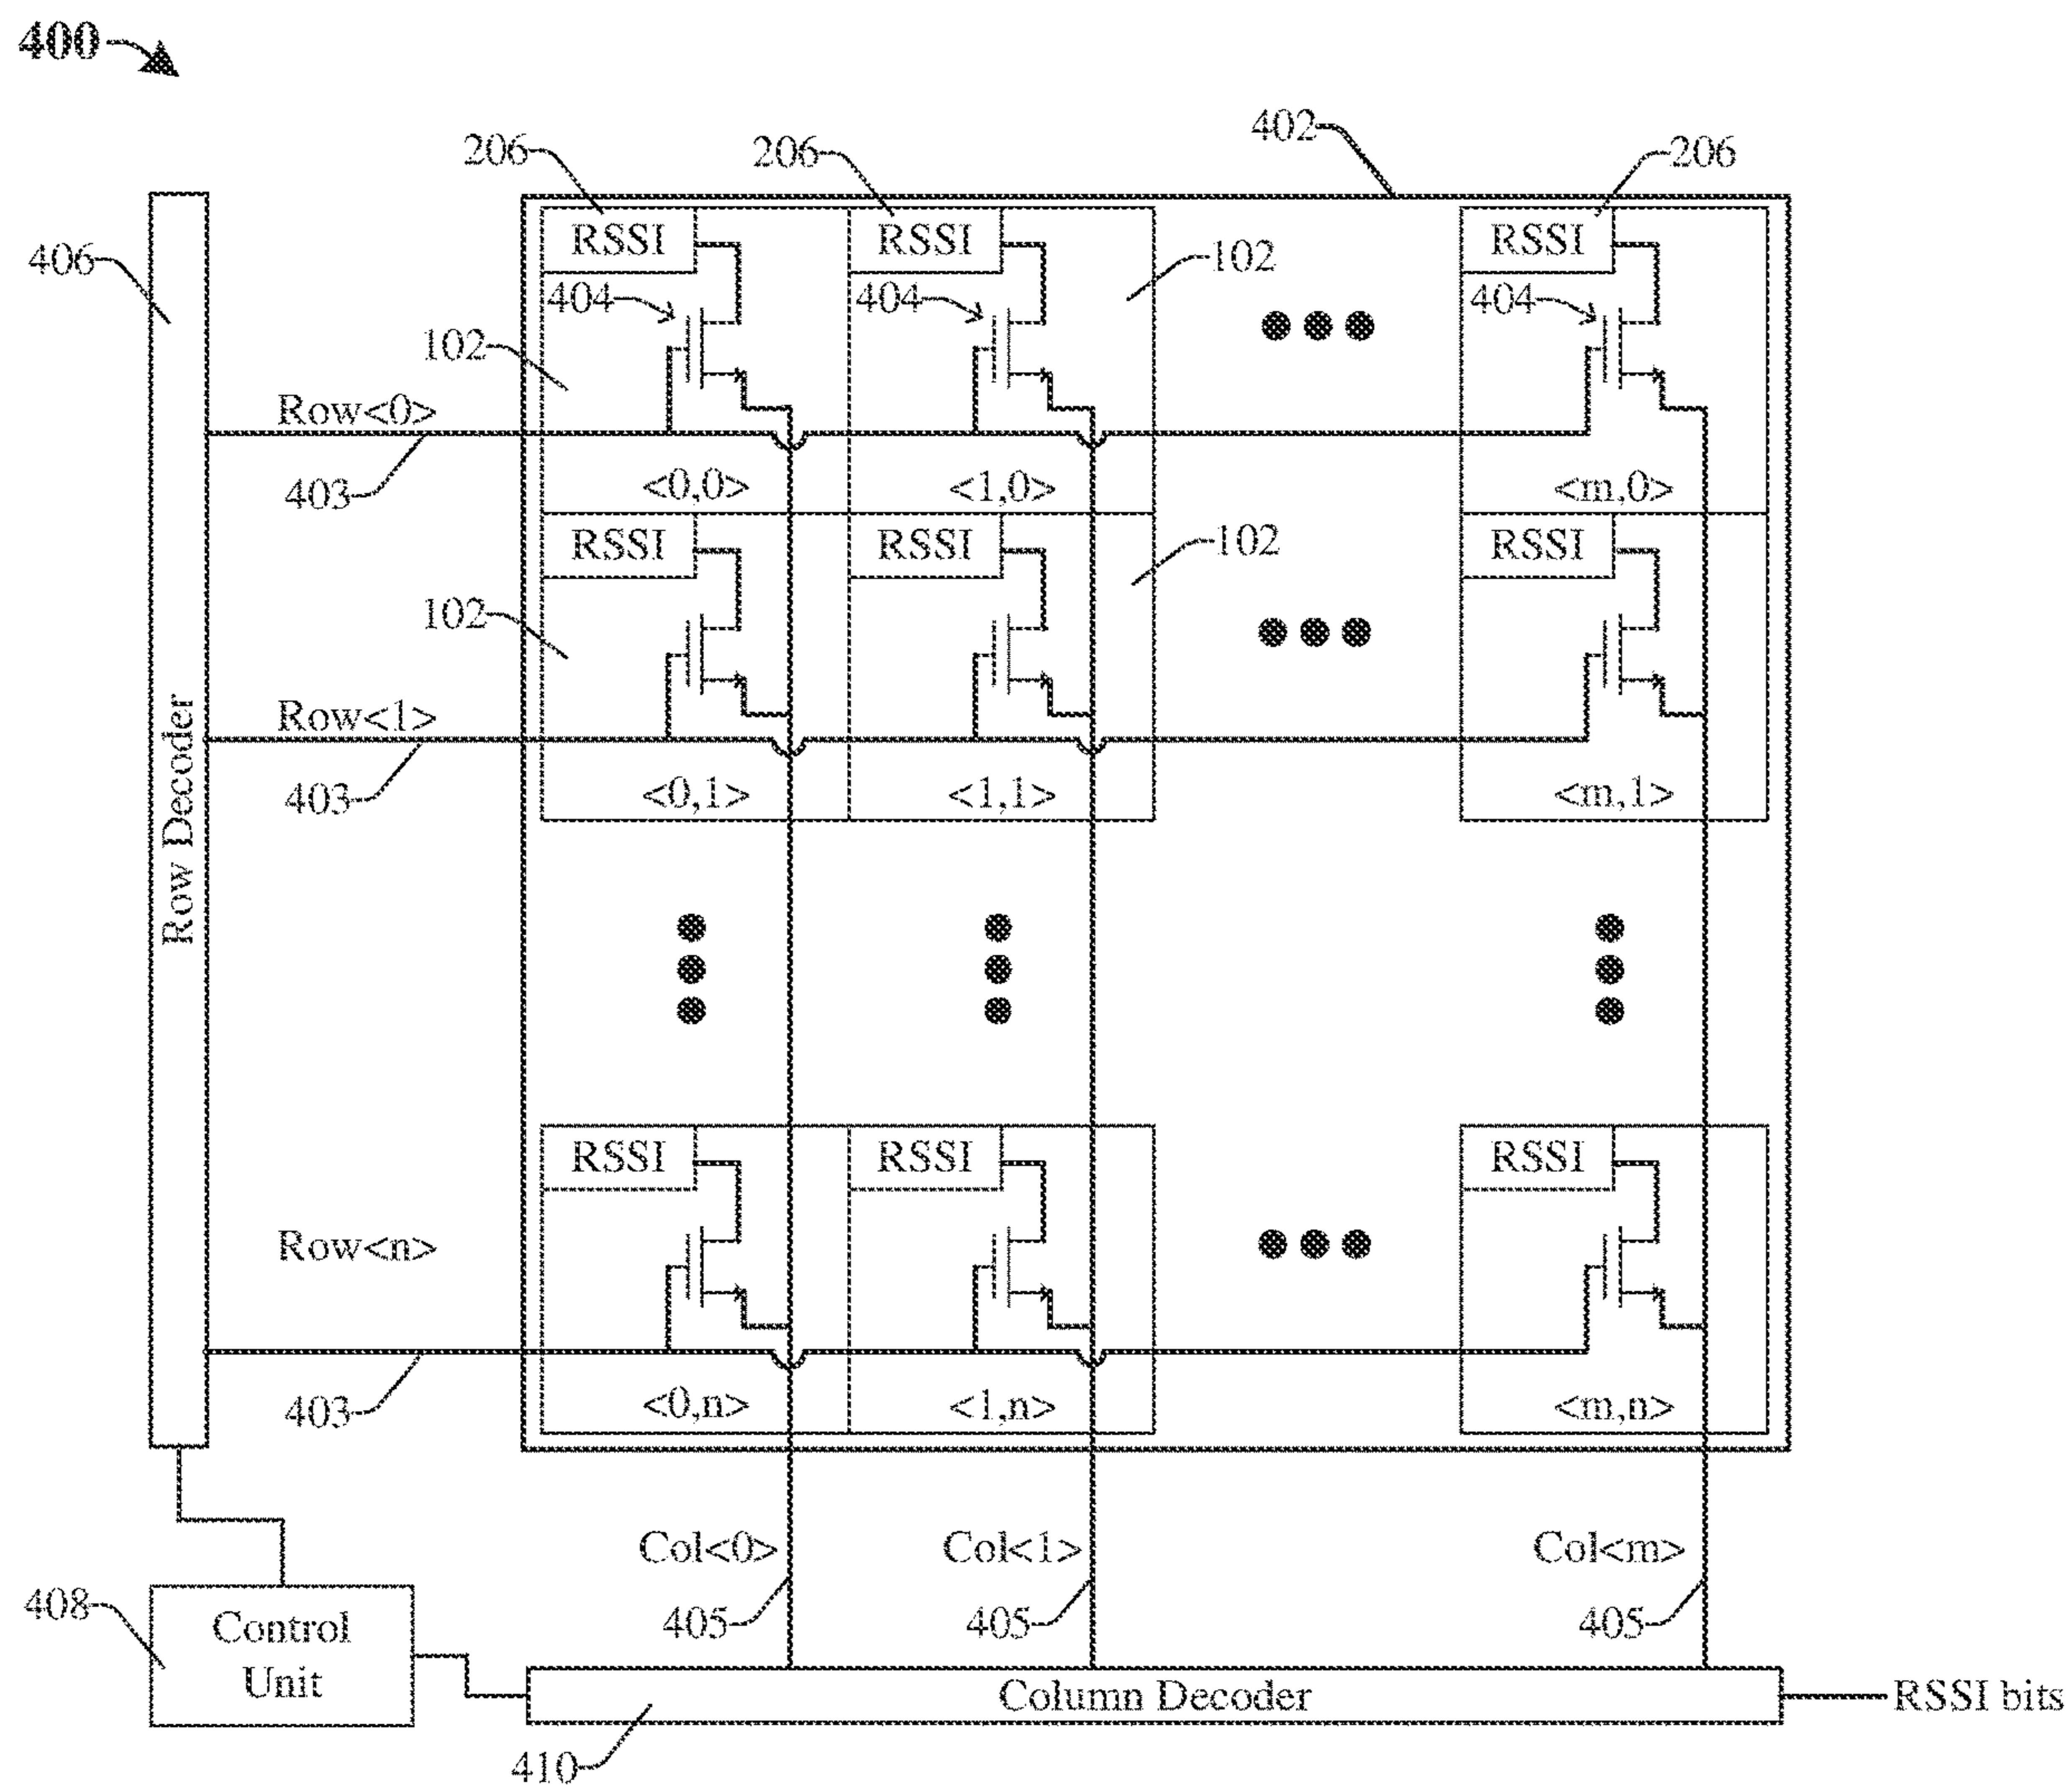 400
402
206 206 206
RSSI RSSI RSSI
406
102
404 404 404
102
Row<0>
403
<0,0> <1,0> <m,0>
RSSI RSSI RSSI
102
102
Row<1>
403
<0,1> <1,1> <m,1>
Row Decoder
RSSI RSSI RSSI
Row<n>
403
<0,n> <1,n> <m,n>
Col<0> Col<1> Col<m>
408
Control
Unit
405 405 405
Column Decoder
RSSI bits
410